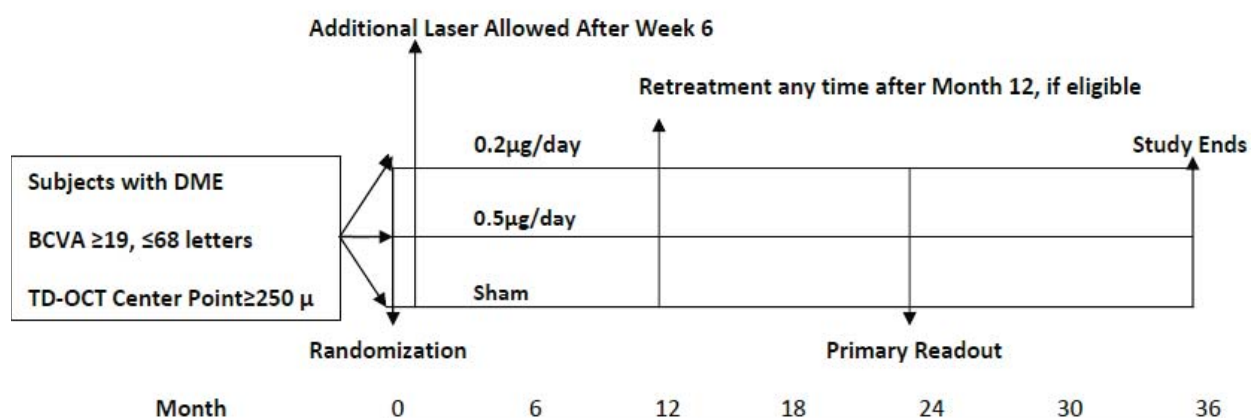 Additional Laser Allowed After Week 6
Retreatment any time after Month 12, if eligible
0.2µg/day
Study Ends
Subjects with DME
BCVA ≥19, ≤68 letters
0.5µg/day
TD-OCT Center Point≥250 µ
Sham
Randomization
Primary Readout
Month 0 6 12 18 24 30 36